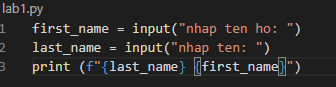 lab1.py
1 first_name = input("nhap ten ho: ")
2 last_name = input("nhap ten: ")
3 print (f"{last_name} {first_name}")